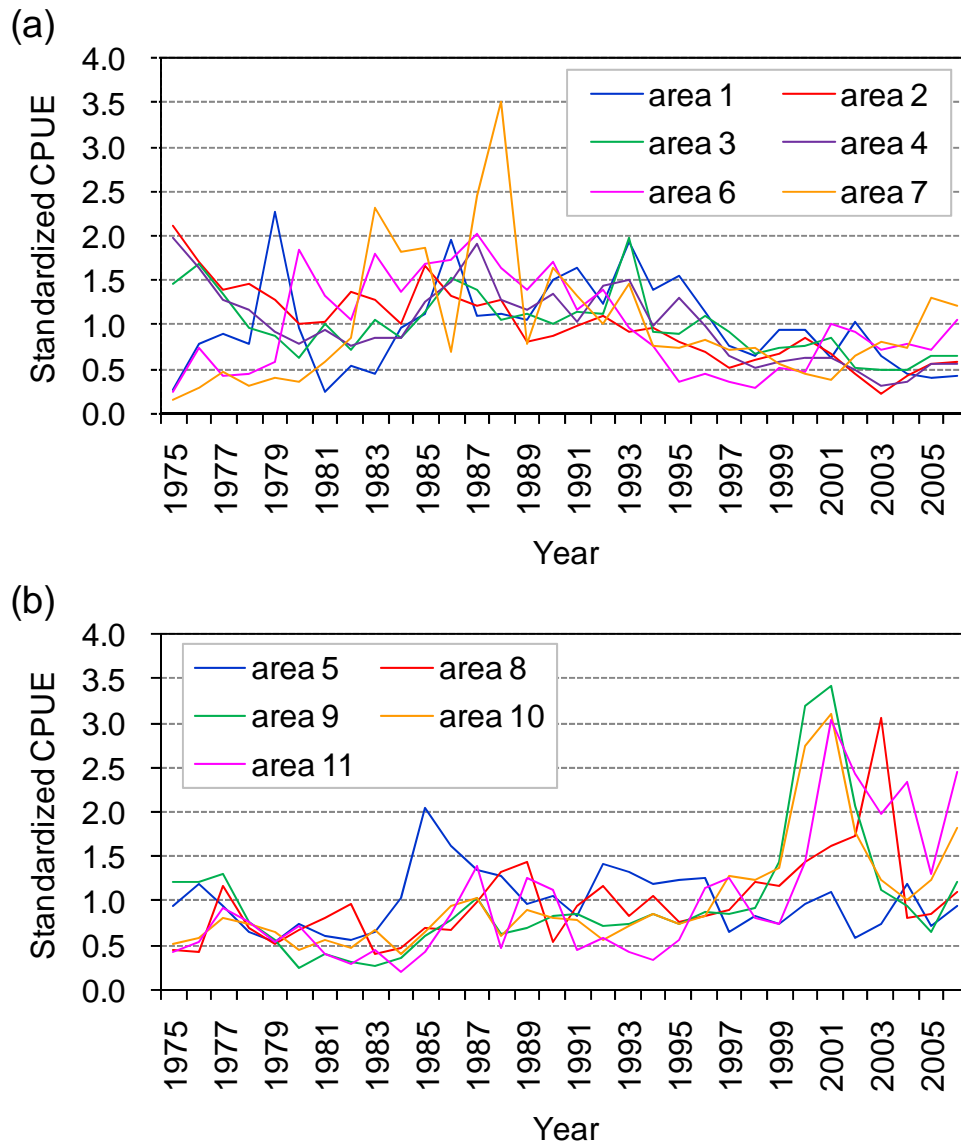 (a)
Standardized CPUE
4.0
3.5
3.0
2.5
2.0
1.5
1.0
0.5
0.0
area 1 area 2
area 3 area 4
area 6 area 7
1975 1977 1979 1981 1983 1985 1987 1989 1991 1993 1995 1997 1999 2001 2003 2005
Year
(b)
Standardized CPUE
4.0
3.5
3.0
2.5
2.0
1.5
1.0
0.5
0.0
area 5 area 8
area 9 area 10
area 11
1975 1977 1979 1981 1983 1985 1987 1989 1991 1993 1995 1997 1999 2001 2003 2005
Year